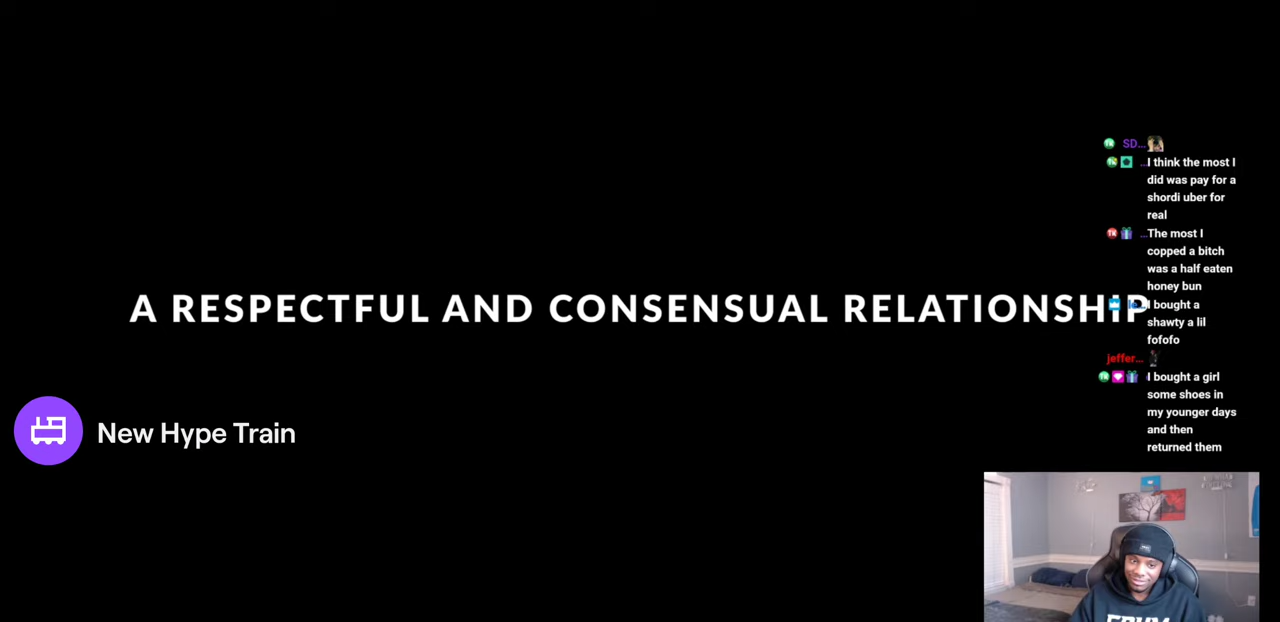 SD...
I think the most I
did was pay for a
shordi uber for
real
...The most I
copped a bitch
was a half eaten
honey bun
A RESPECTFUL AND CONSENSUAL RELATIONSHIP
I bought a
shawty a lil
fofofo
jeffer...
I bought a girl
some shoes in
my younger days
and then
returned them
New Hype Train